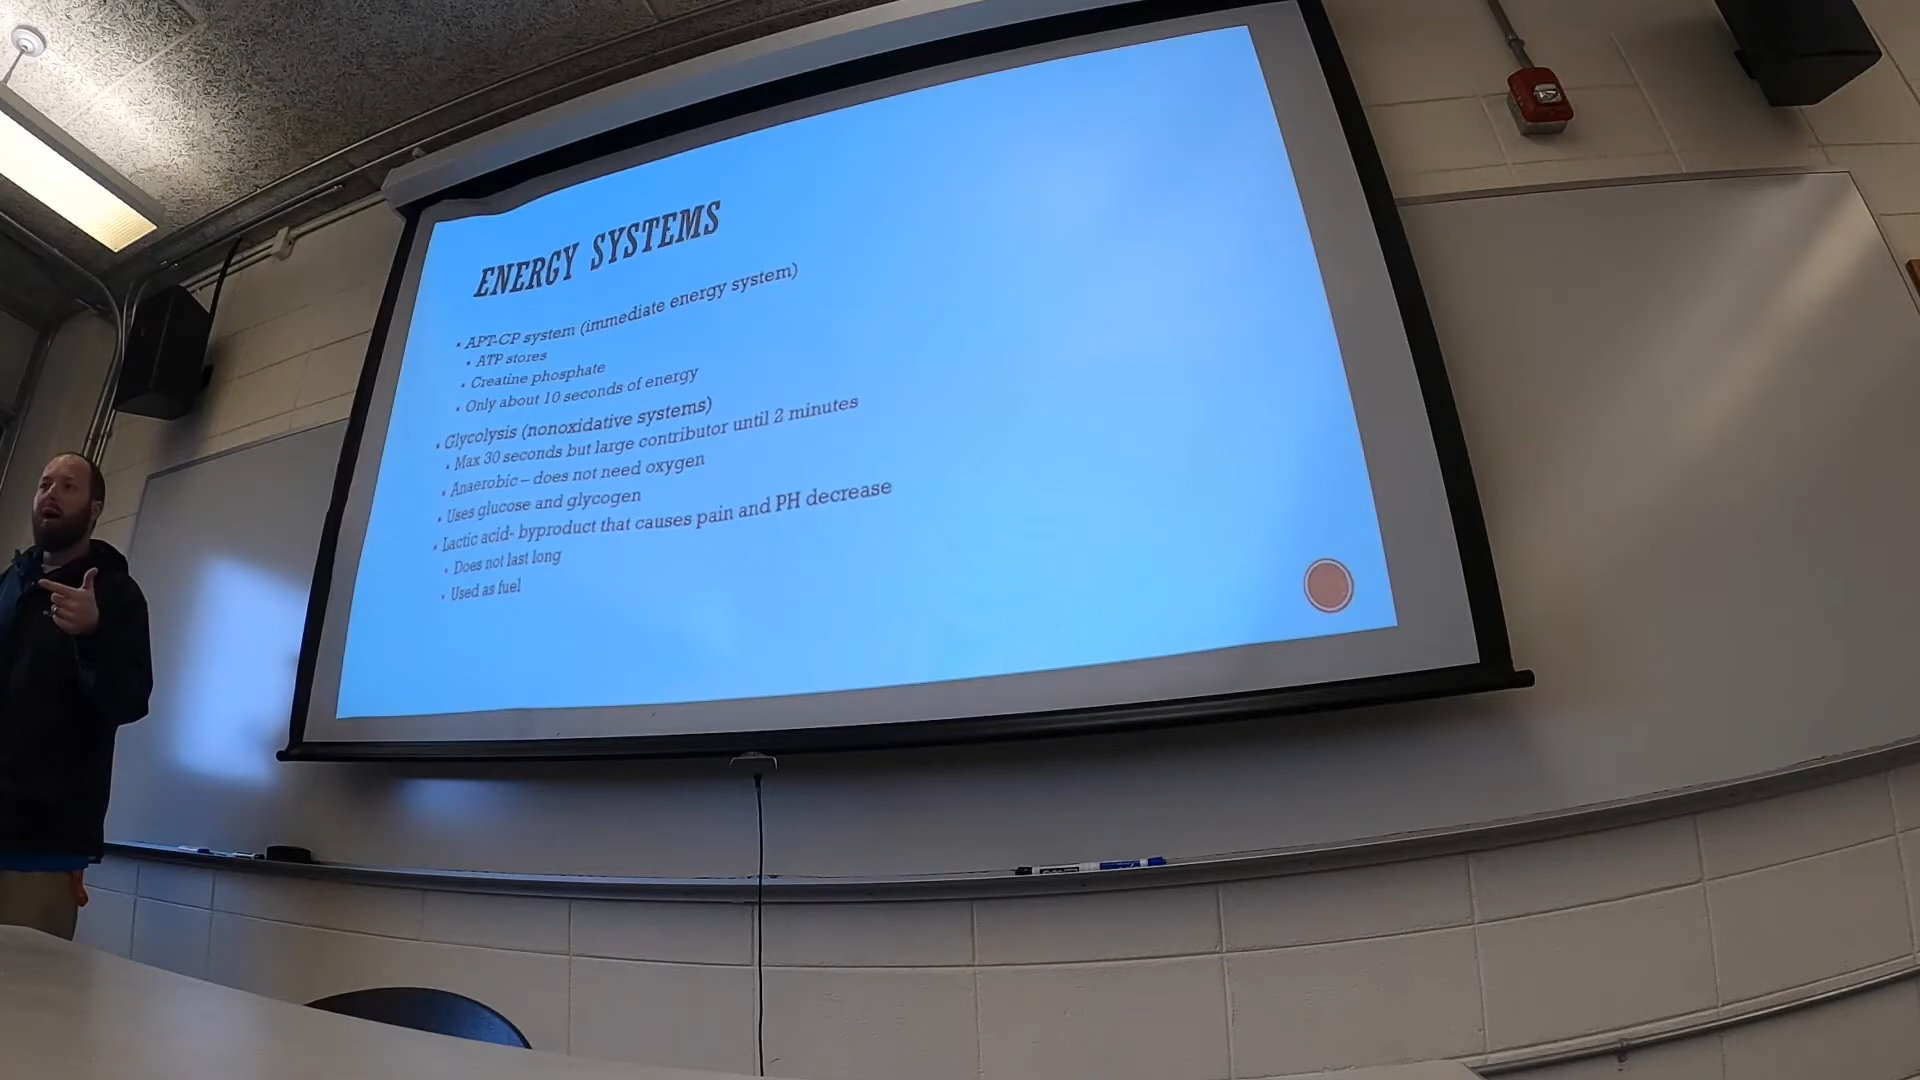 ENERGY SYSTEMS
APT-CP system (immediate energy system)
ATP stores
Creatine phosphate
Only about 10 seconds of energy
Glycolysis (nonoxidative systems)
Max 30 seconds but large contributor until 2 minutes
Anaerobic – does not need oxygen
Uses glucose and glycogen
Lactic acid- byproduct that causes pain and PH decrease
Does not last long
Used as fuel